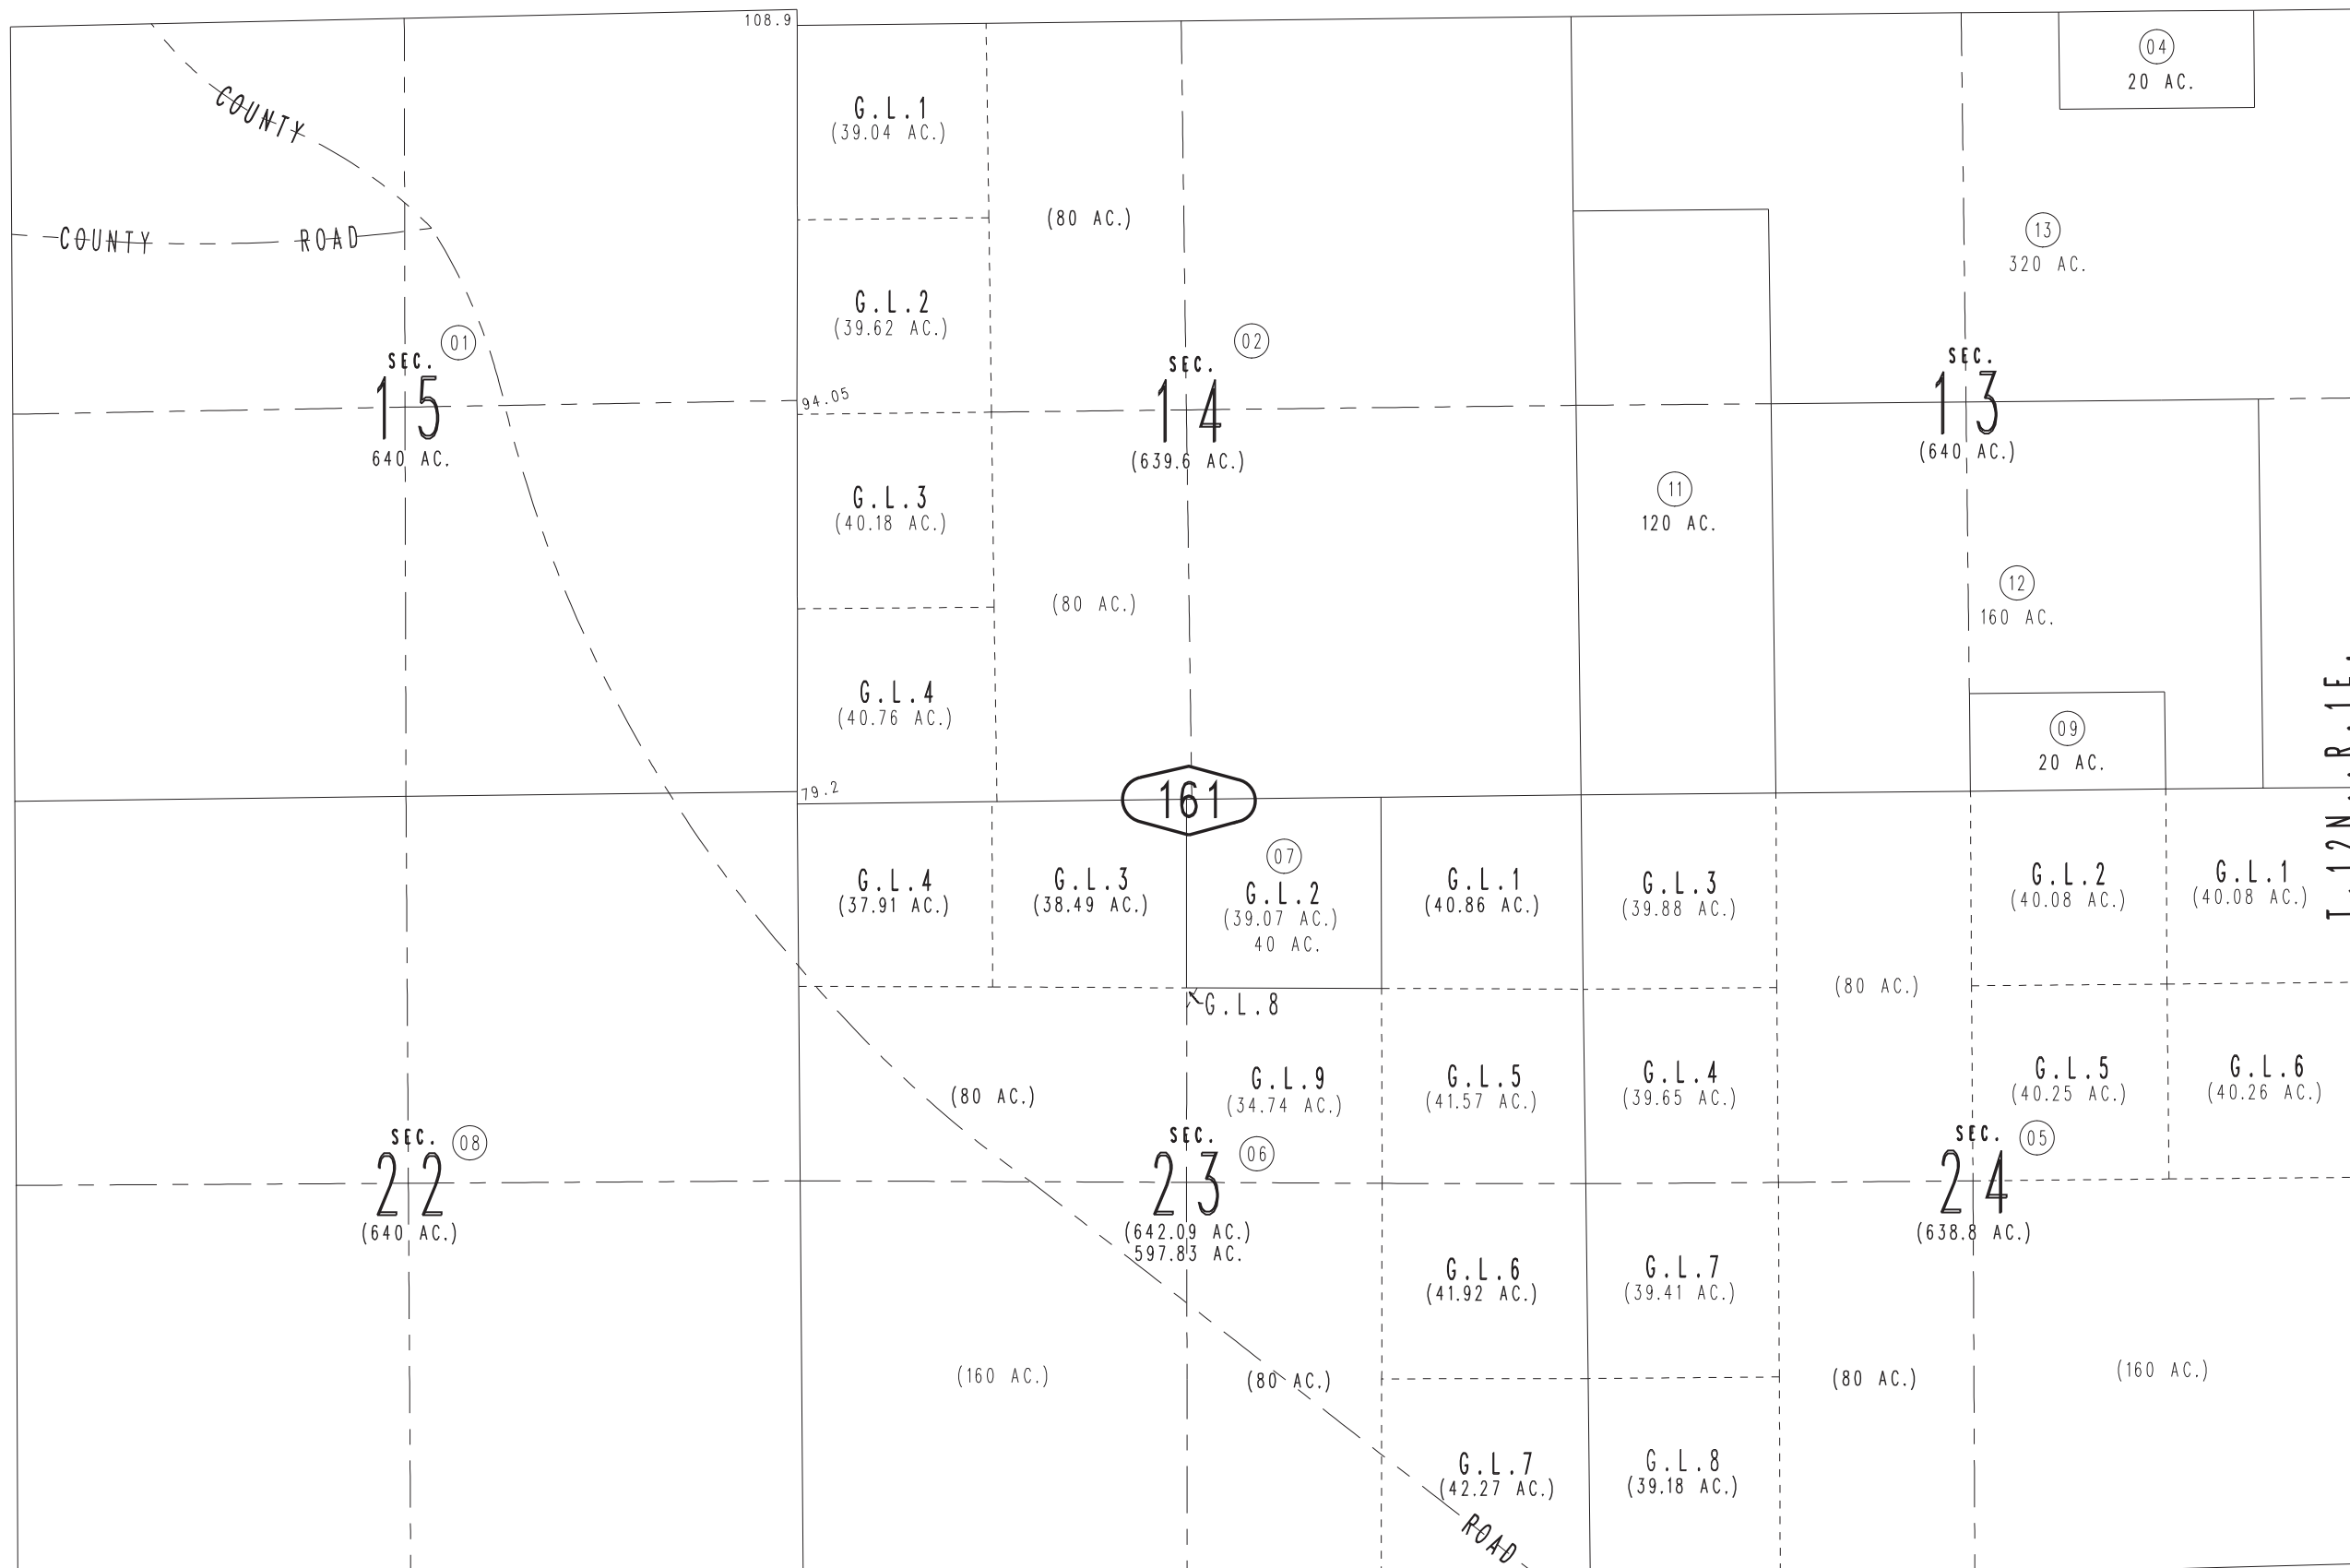 108.9
COUNTY
COUNTY ROAD
01
SEC.
15
640 AC.
94.05
79.2
G.L.1
(39.04 AC.)
(80 AC.)
G.L.2
(39.62 AC.)
02
SEC.
14
(639.6 AC.)
G.L.3
(40.18 AC.)
(80 AC.)
G.L.4
(40.76 AC.)
04
20 AC.
13
320 AC.
SEC.
13
(640 AC.)
11
120 AC.
12
160 AC.
09
20 AC.
T.12N.,R.1E.
161
G.L.4
(37.91 AC.)
G.L.3
(38.49 AC.)
07
G.L.2
(39.07 AC.)
40 AC.
G.L.1
(40.86 AC.)
G.L.3
(39.88 AC.)
G.L.2
(40.08 AC.)
G.L.1
(40.08 AC.)
(80 AC.)
G.L.8
(80 AC.)
G.L.9
(34.74 AC.)
G.L.5
(41.57 AC.)
G.L.4
(39.65 AC.)
G.L.5
(40.25 AC.)
G.L.6
(40.26 AC.)
SEC.
08
22
(640 AC.)
SEC.
06
23
(642.09 AC.)
597.83 AC.
SEC.
05
24
(638.8 AC.)
G.L.6
(41.92 AC.)
G.L.7
(39.41 AC.)
(160 AC.)
(80 AC.)
(80 AC.)
(160 AC.)
G.L.7
(42.27 AC.)
G.L.8
(39.18 AC.)
ROAD